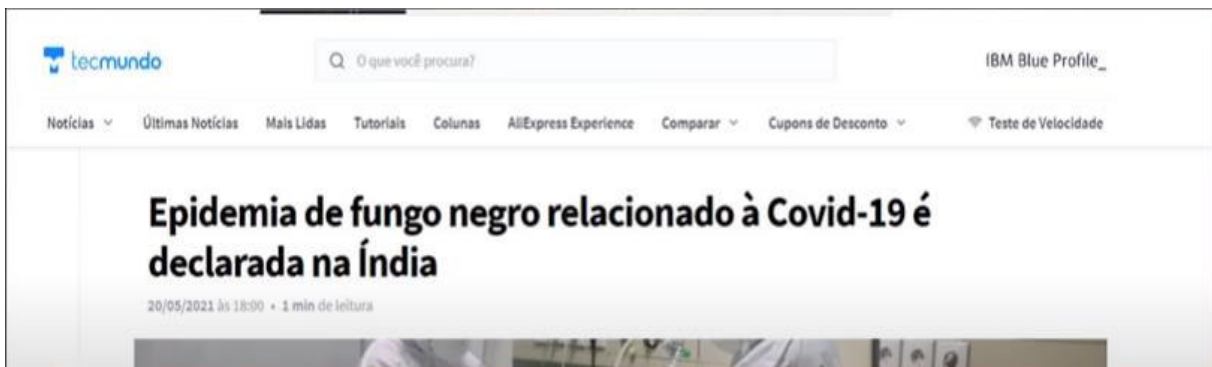 tecmundo
O que você procura?
IBM Blue Profile_
Notícias
Últimas Notícias
Mais Lidas
Tutoriais
Colunas
AliExpress Experience
Comparar
Cupons de Desconto
Teste de Velocidade
Epidemia de fungo negro relacionado à Covid-19 é
declarada na Índia
20/05/2021 às 18:00 • 1 min de leitura